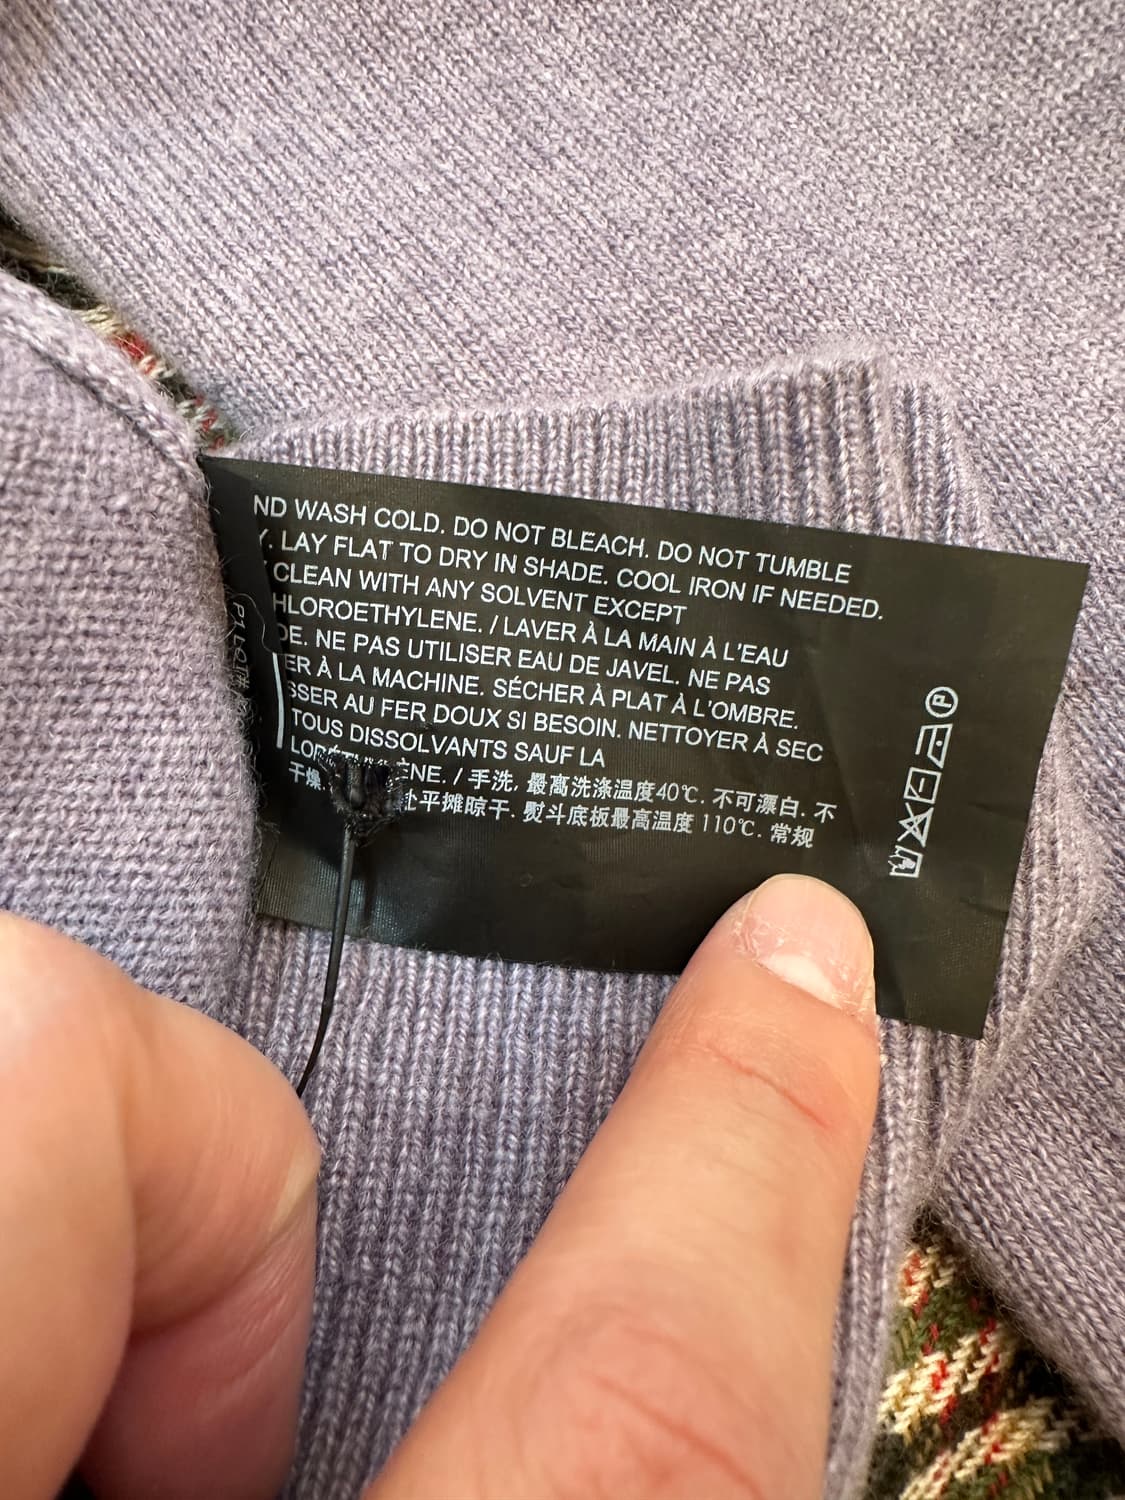 ND WASH COLD. DO NOT BLEACH. DO NOT TUMBLE
Y. LAY FLAT TO DRY IN SHADE. COOL IRON IF NEEDED.
CLEAN WITH ANY SOLVENT EXCEPT
HLOROETHYLENE. / LAVER À LA MAIN À L'EAU
DE. NE PAS UTILISER EAU DE JAVEL. NE PAS
ER À LA MACHINE. SÉCHER À PLAT À L'OMBRE.
SSER AU FER DOUX SI BESOIN. NETTOYER À SEC
TOUS DISSOLVANTS SAUF LA
ÈNE. / 手洗, 最高洗涤温度40℃. 不可漂白. 不
干燥. 平摊晾干. 熨斗底板最高温度 110℃. 常规
P